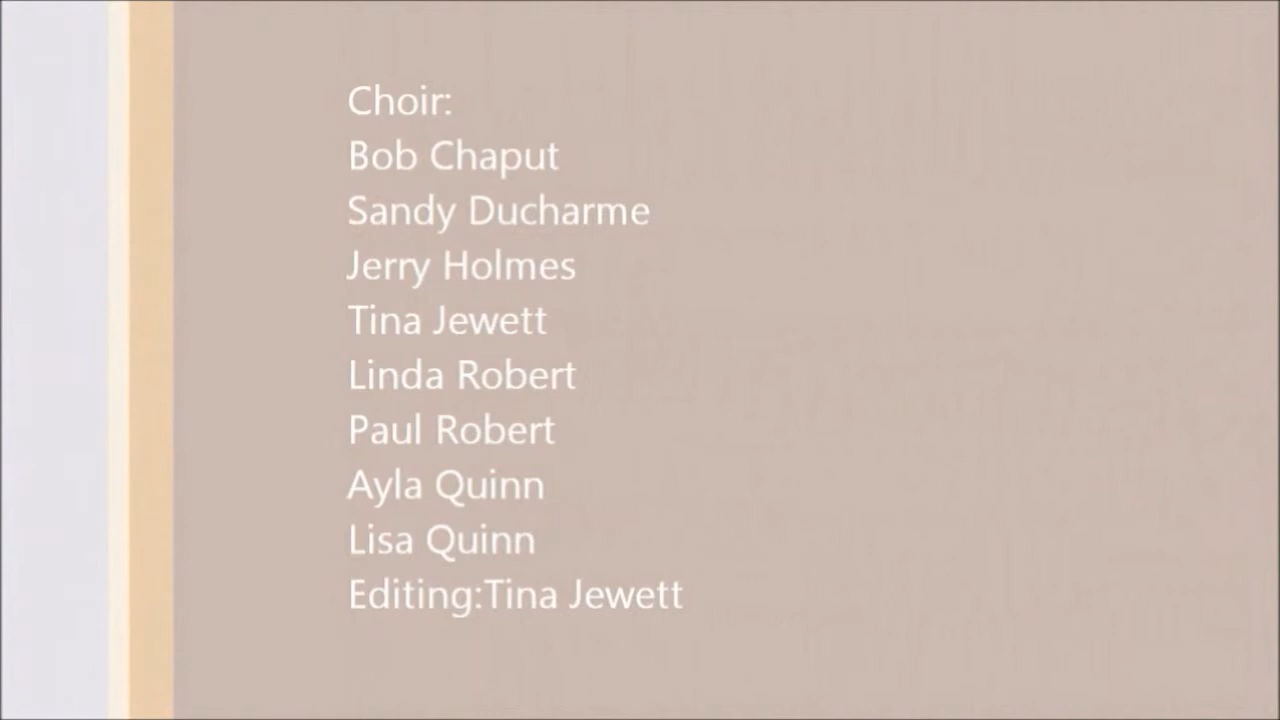 Choir:
Bob Chaput
Sandy Ducharme
Jerry Holmes
Tina Jewett
Linda Robert
Paul Robert
Ayla Quinn
Lisa Quinn
Editing:Tina Jewett